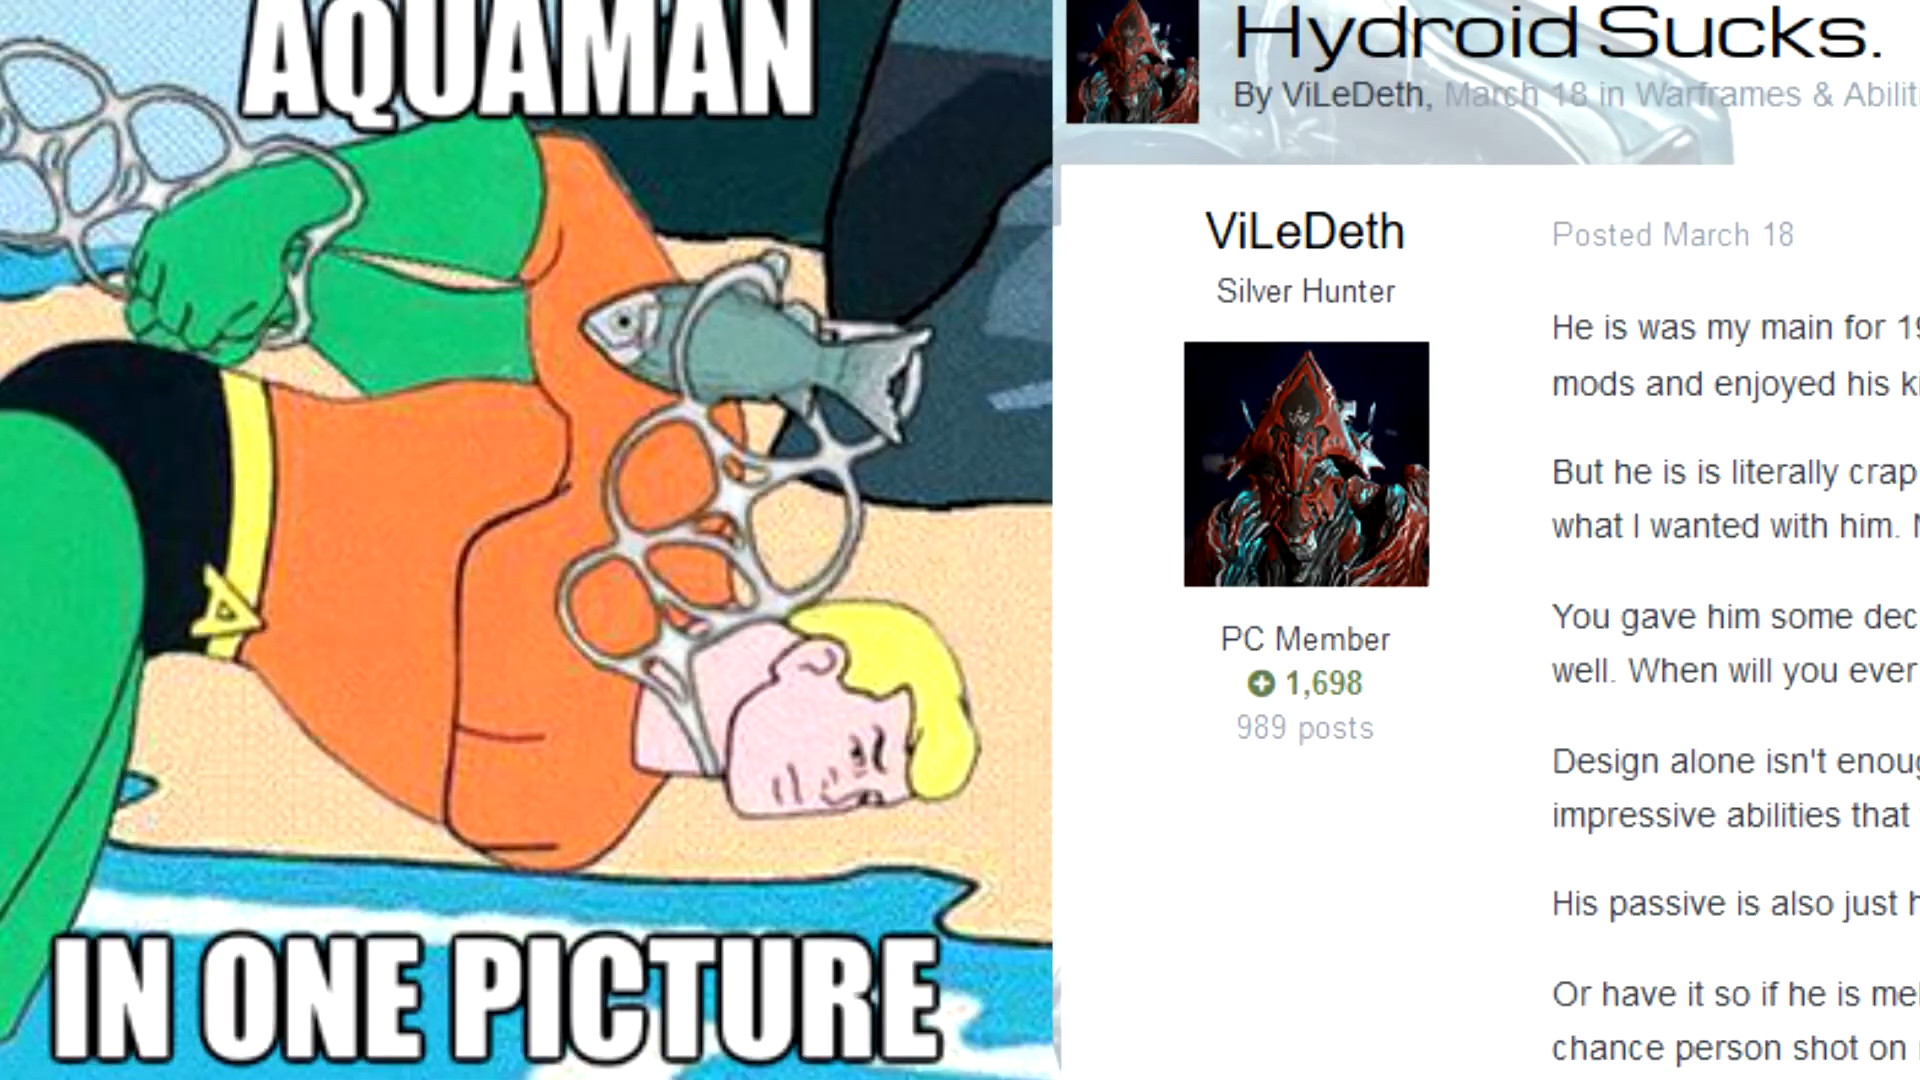 AQUAMAN
IN ONE PICTURE
Hydroid Sucks.
By ViLeDeth, March 18 in Warframes & Abilit
ViLeDeth
Silver Hunter
PC Member
1,698
989 posts
Posted March 18
He is was my main for 19
mods and enjoyed his ki
But he is is literally crap
what I wanted with him.
You gave him some dec
well. When will you ever
Design alone isn't enoug
impressive abilities that
His passive is also just h
Or have it so if he is mel
chance person shot on